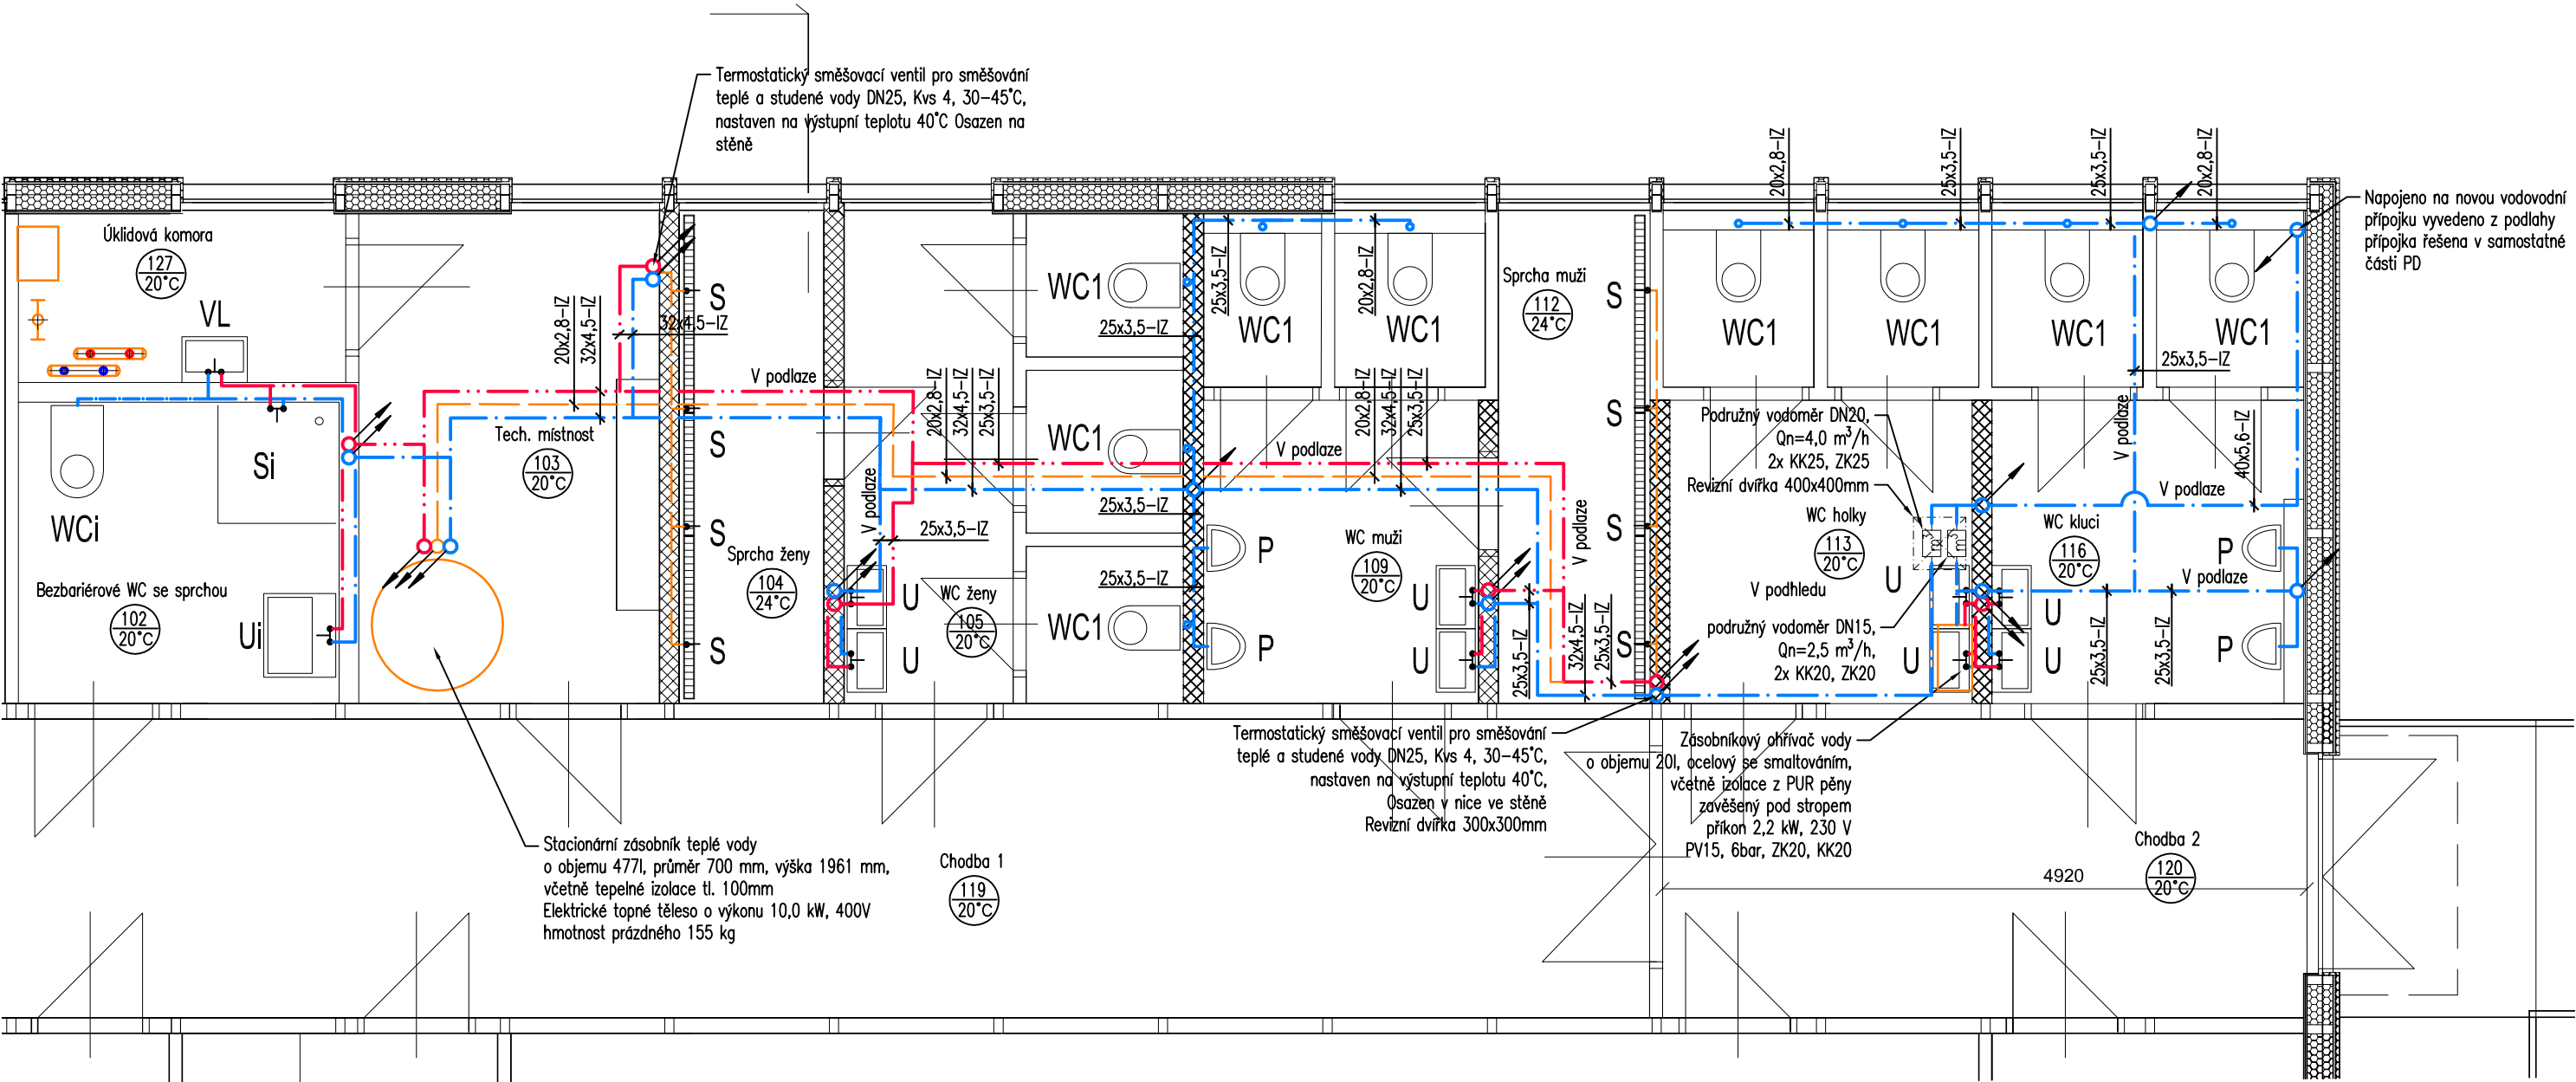 Termostatický směšovací ventil pro směšování
teplé a studené vody DN25, Kvs 4, 30-45°C,
nastaven na výstupní teplotu 40°C Osazen na
stěně
20x2,8-IZ
25x3,5-IZ
25x3,5-IZ
20x2,8-IZ
Napojeno na novou vodovodní
přípojku vyvedeno z podlahy
přípojka řešena v samostatné
části PD
Úklidová komora
127
20°C
VL
20x2,8-IZ
32x4,5-IZ
32x4,5-IZ
S
WC1
25x3,5-IZ
25x3,5-IZ
WC1
20x2,8-IZ
WC1
Sprcha muži
112
24°C
S
WC1
WC1
WC1
WC1
25x3,5-IZ
V podlaze
V podlaze
20x2,8-IZ
32x4,5-IZ
25x3,5-IZ
WC1
20x2,8-IZ
32x4,5-IZ
25x3,5-IZ
V podlaze
S
Podružný vodoměr DN20,
Qn=4,0 m³/h
2x KK25, ZK25
Revizní dvířka 400x400mm
V podlaze
40x5,6-IZ
V podlaze
Tech. místnost
103
20°C
Si
WCi
S
S
V podlaze
25x3,5-IZ
25x3,5-IZ
S
V podlaze
WC holky
113
20°C
WC kluci
116
20°C
P
V podlaze
Sprcha ženy
104
24°C
25x3,5-IZ
P
WC muži
109
20°C
V podhledu
U
Bezbariérové WC se sprchou
102
20°C
Ui
S
U
U
WC ženy
105
20°C
WC1
P
U
U
25x3,5-IZ
32x4,5-IZ
25x3,5-IZ
S
podružný vodoměr DN15,
Qn=2,5 m³/h,
2x KK20, ZK20
U
U
U
25x3,5-IZ
25x3,5-IZ
P
Termostatický směšovací ventil pro směšování
teplé a studené vody DN25, Kvs 4, 30-45°C,
nastaven na výstupní teplotu 40°C,
Osazen v nice ve stěně
Revizní dvířka 300x300mm
Zásobníkový ohřívač vody
o objemu 20l, ocelový se smaltováním,
včetně izolace z PUR pěny
zavěšený pod stropem
příkon 2,2 kW, 230 V
PV15, 6bar, ZK20, KK20
Stacionární zásobník teplé vody
o objemu 477l, průměr 700 mm, výška 1961 mm,
včetně tepelné izolace tl. 100mm
Elektrické topné těleso o výkonu 10,0 kW, 400V
hmotnost prázdného 155 kg
Chodba 1
119
20°C
4920
Chodba 2
120
20°C